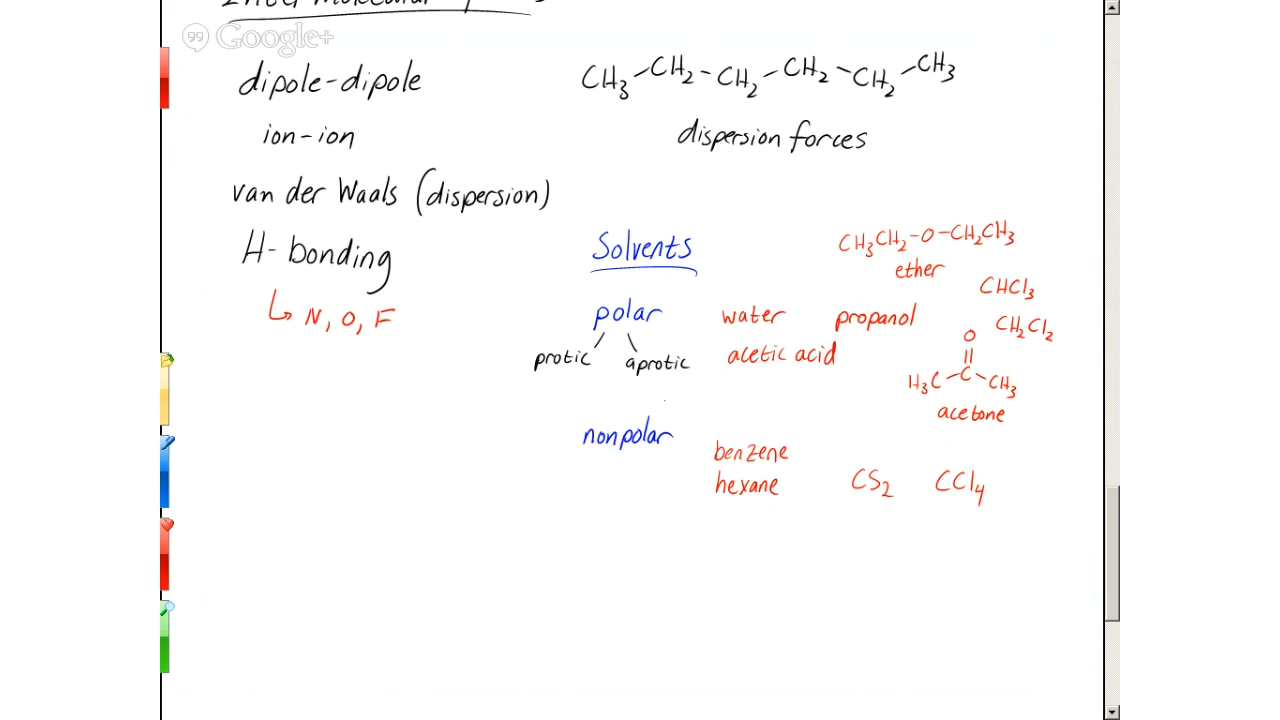 Google+
dipole-dipole
ion-ion
van der Waals (dispersion)
H-bonding
N, O, F
CH3-CH2-CH2-CH2-CH2-CH3
dispersion forces
Solvents
polar
protic aprotic
water propanol
acetic acid
CH3CH2-O-CH2CH3
ether
CHCl3
CH2Cl2
O
||
H3C-C-CH3
acetone
nonpolar
benzene
hexane CS2 CCl4